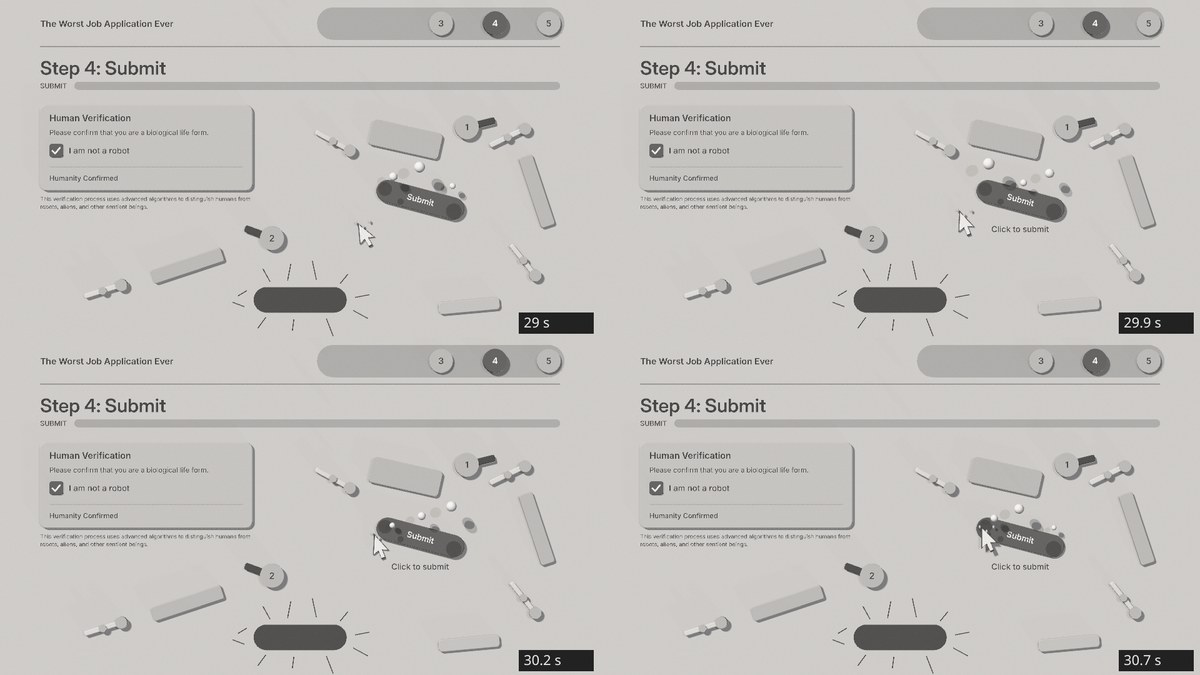 The Worst Job Application Ever
3 4 5
Step 4: Submit
SUBMIT
Human Verification
Please confirm that you are a biological life form.
I am not a robot
Humanity Confirmed
This verification process uses advanced algorithms to distinguish humans from
robots, aliens, and other sentient beings.
1
Submit
2
29 s
The Worst Job Application Ever
3 4 5
Step 4: Submit
SUBMIT
Human Verification
Please confirm that you are a biological life form.
I am not a robot
Humanity Confirmed
This verification process uses advanced algorithms to distinguish humans from
robots, aliens, and other sentient beings.
1
Submit
Click to submit
2
29.9 s
The Worst Job Application Ever
3 4 5
Step 4: Submit
SUBMIT
Human Verification
Please confirm that you are a biological life form.
I am not a robot
Humanity Confirmed
This verification process uses advanced algorithms to distinguish humans from
robots, aliens, and other sentient beings.
1
Submit
Click to submit
2
30.2 s
The Worst Job Application Ever
3 4 5
Step 4: Submit
SUBMIT
Human Verification
Please confirm that you are a biological life form.
I am not a robot
Humanity Confirmed
This verification process uses advanced algorithms to distinguish humans from
robots, aliens, and other sentient beings.
1
Submit
Click to submit
2
30.7 s